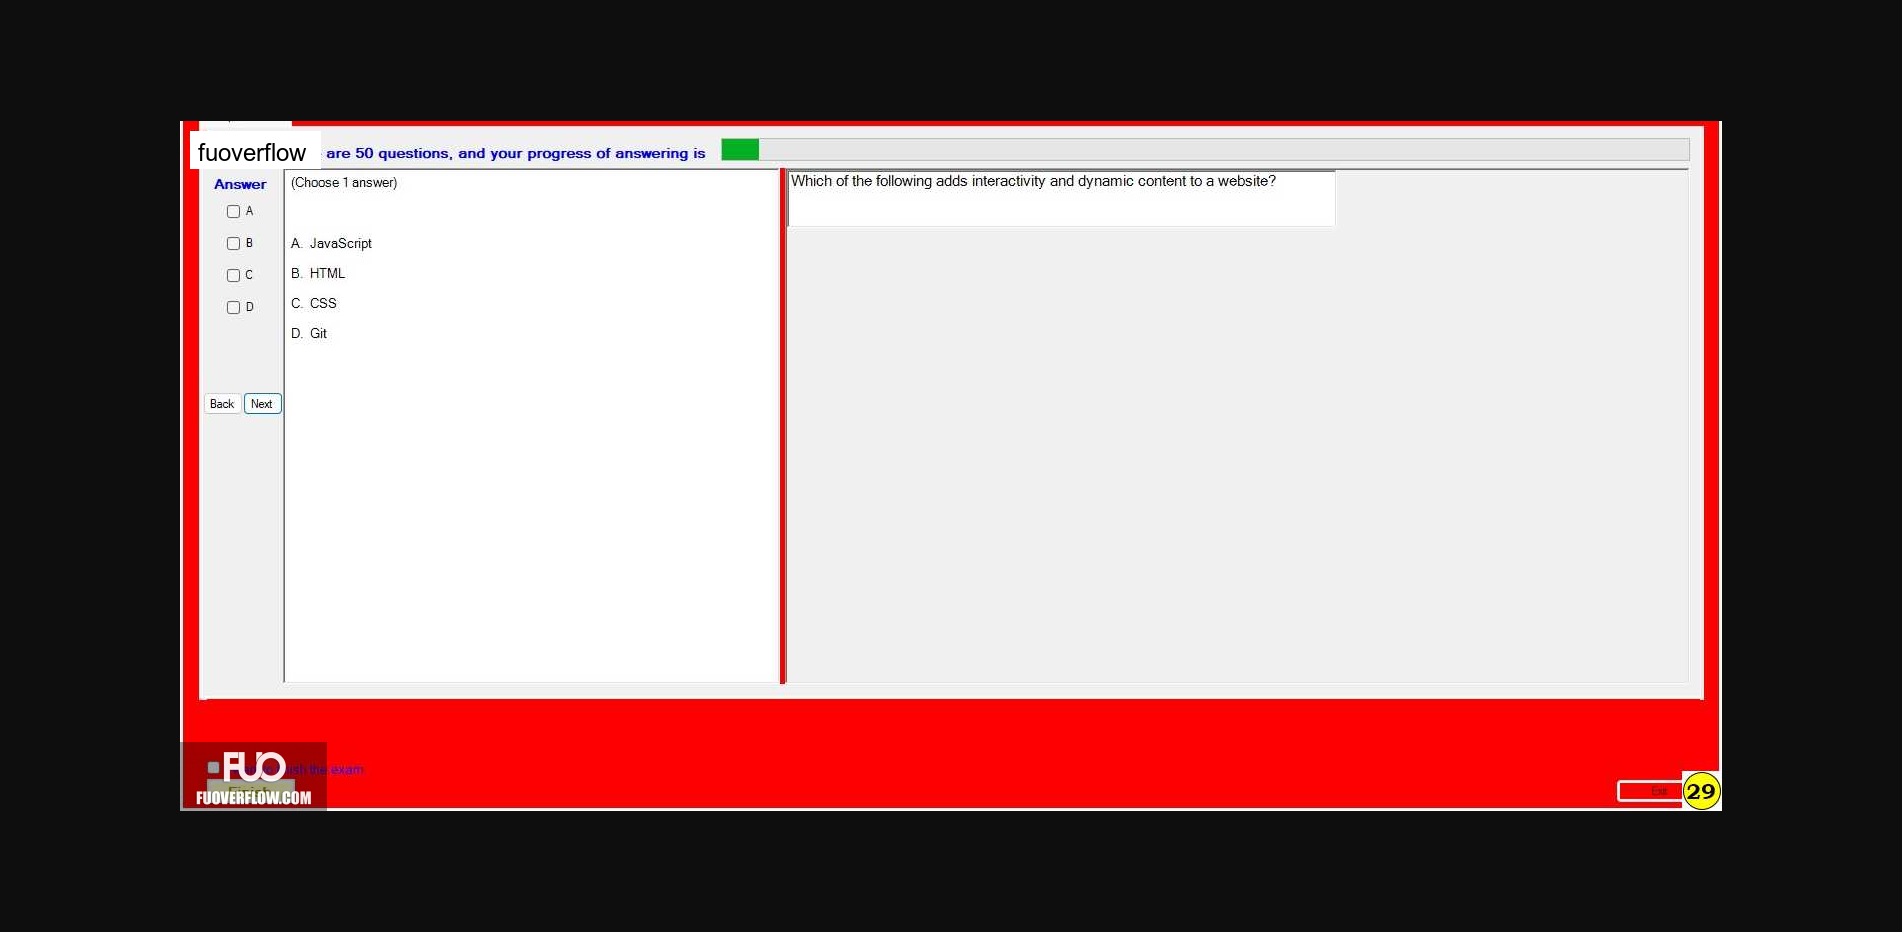 fuoverflow are 50 questions, and your progress of answering is
Answer
A
B
C
D
Back Next
(Choose 1 answer)
A. JavaScript
B. HTML
C. CSS
D. Git
Which of the following adds interactivity and dynamic content to a website?
FUO
the exam
Finish
FUOVERFLOW.COM
Exit
29